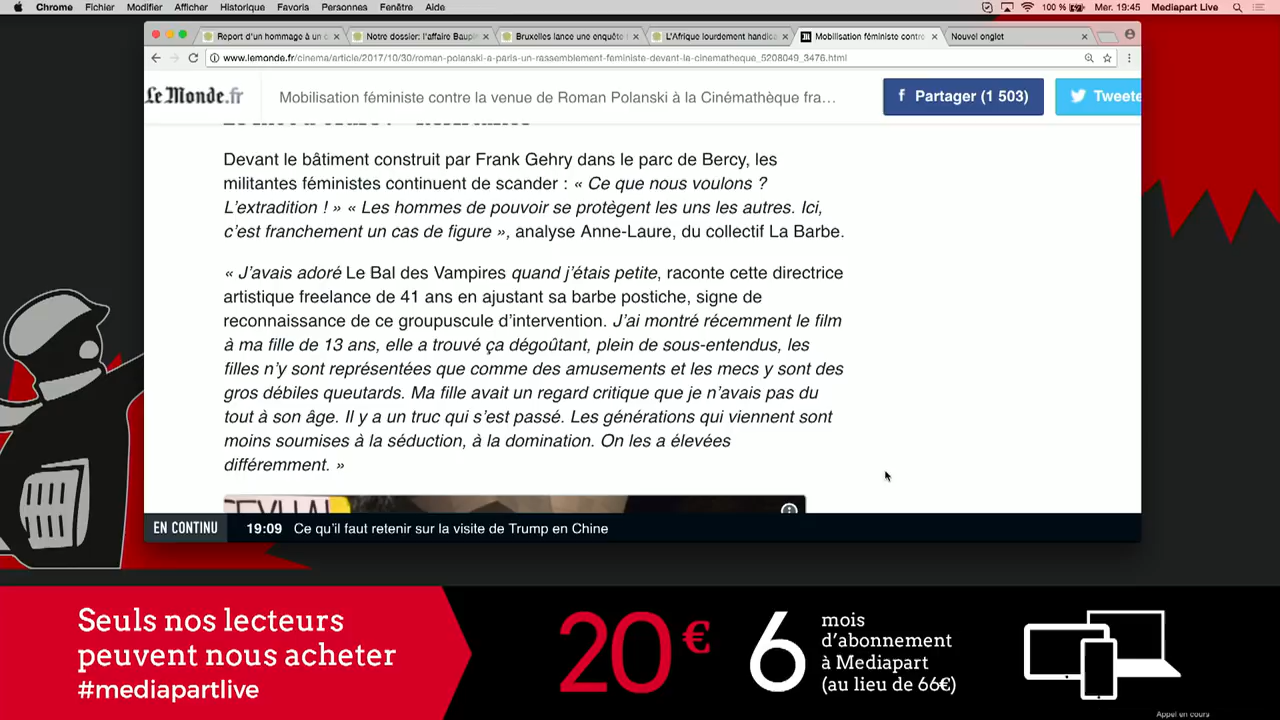 Chrome Fichier Modifier Afficher Historique Favoris Personnes Fenêtre Aide 100 % Mer. 19:45 Mediapart Live
Report d'un hommage à un c Notre dossier: l'affaire Baupi Bruxelles lance une enquête L'Afrique lourdement handica Mobilisation féministe contre Nouvel onglet
www.lemonde.fr/cinema/article/2017/10/30/roman-polanski-a-paris-un-rassemblement-feministe-devant-la-cinematheque_5208049_3476.html
Le Monde.fr Mobilisation féministe contre la venue de Roman Polanski à la Cinémathèque fra… Partager (1 503) Tweete
Devant le bâtiment construit par Frank Gehry dans le parc de Bercy, les
militantes féministes continuent de scander : « Ce que nous voulons ?
L'extradition ! » « Les hommes de pouvoir se protègent les uns les autres. Ici,
c'est franchement un cas de figure », analyse Anne-Laure, du collectif La Barbe.
« J'avais adoré Le Bal des Vampires quand j'étais petite, raconte cette directrice
artistique freelance de 41 ans en ajustant sa barbe postiche, signe de
reconnaissance de ce groupuscule d'intervention. J'ai montré récemment le film
à ma fille de 13 ans, elle a trouvé ça dégoûtant, plein de sous-entendus, les
filles n'y sont représentées que comme des amusements et les mecs y sont des
gros débiles queutards. Ma fille avait un regard critique que je n'avais pas du
tout à son âge. Il y a un truc qui s'est passé. Les générations qui viennent sont
moins soumises à la séduction, à la domination. On les a élevées
différemment. »
EN CONTINU 19:09 Ce qu'il faut retenir sur la visite de Trump en Chine
Seuls nos lecteurs
peuvent nous acheter
#mediapartlive
20 €
6
mois
d'abonnement
à Mediapart
(au lieu de 66€)
Appel en cours